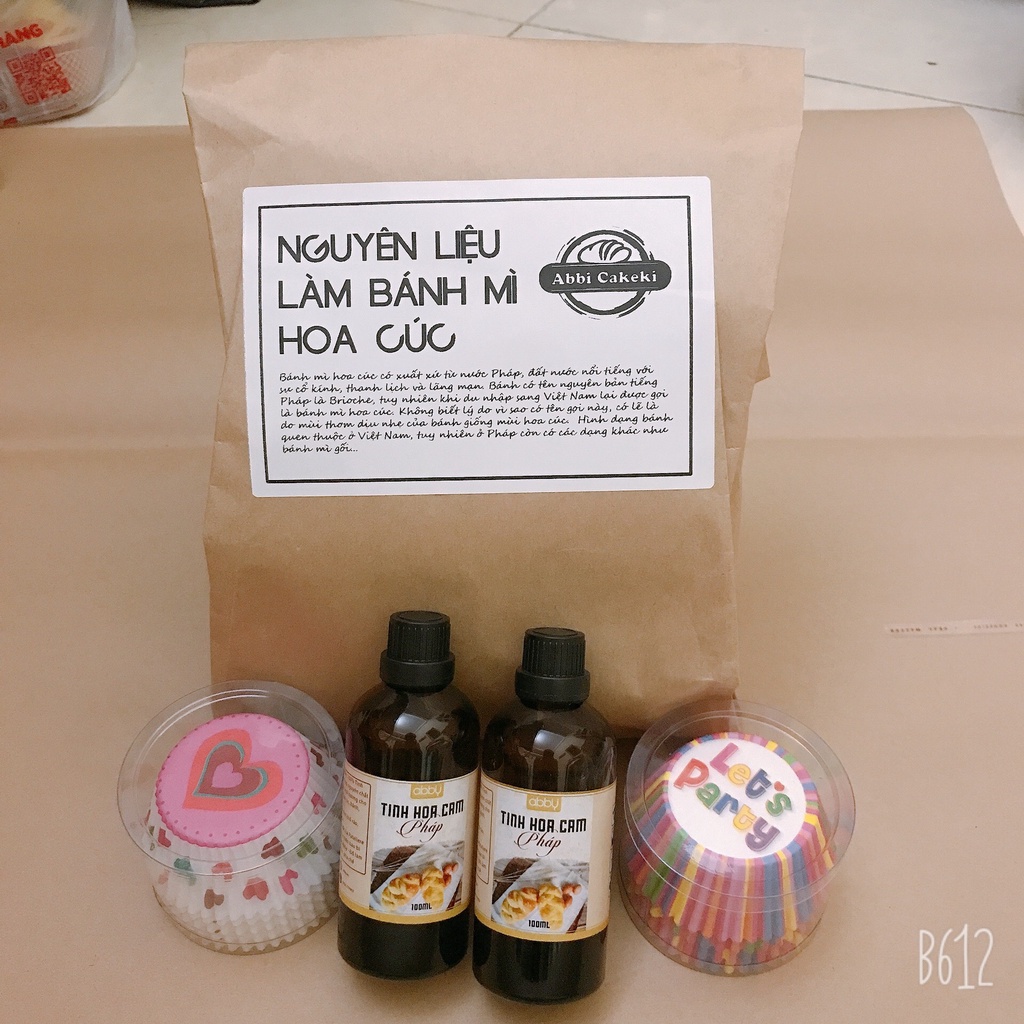 HÀNG
NGUYÊN LIỆU
LÀM BÁNH MÌ
HOA CÚC
Abbi Cakeki
Bánh mì hoa cúc có xuất xứ từ nước Pháp, đất nước nổi tiếng với
sự cổ kính, thanh lịch và lãng mạn. Bánh có tên nguyên bản tiếng
Pháp là Brioche, tuy nhiên khi du nhập sang Việt Nam lại được gọi
là bánh mì hoa cúc. Không biết lý do vì sao có tên gọi này, có lẽ là
do mùi thơm dịu nhẹ của bánh giống mùi hoa cúc. Hình dạng bánh
quen thuộc ở Việt Nam, tuy nhiên ở Pháp còn có các dạng khác như
bánh mì gối...
abby
TINH HOA CAM
Pháp
100ML
abby
TINH HOA CAM
Pháp
100ML
Let's
Party
B612